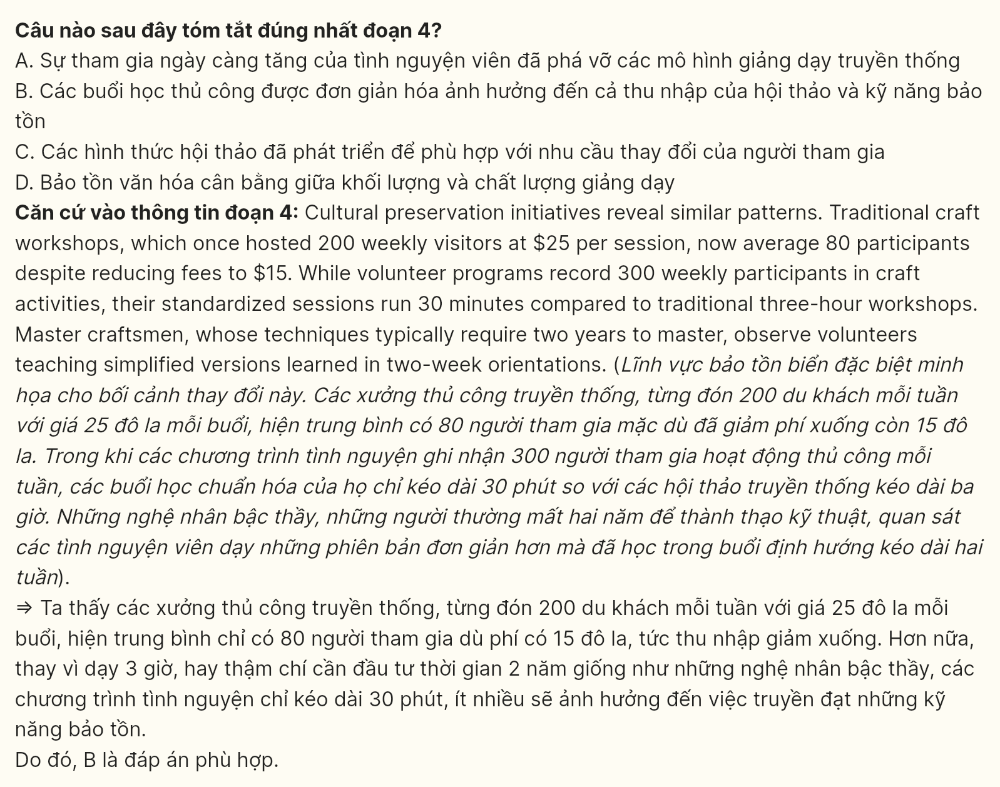 Câu nào sau đây tóm tắt đúng nhất đoạn 4?
A. Sự tham gia ngày càng tăng của tình nguyện viên đã phá vỡ các mô hình giảng dạy truyền thống
B. Các buổi học thủ công được đơn giản hóa ảnh hưởng đến cả thu nhập của hội thảo và kỹ năng bảo
tồn
C. Các hình thức hội thảo đã phát triển để phù hợp với nhu cầu thay đổi của người tham gia
D. Bảo tồn văn hóa cân bằng giữa khối lượng và chất lượng giảng dạy
Căn cứ vào thông tin đoạn 4: Cultural preservation initiatives reveal similar patterns. Traditional craft
workshops, which once hosted 200 weekly visitors at $25 per session, now average 80 participants
despite reducing fees to $15. While volunteer programs record 300 weekly participants in craft
activities, their standardized sessions run 30 minutes compared to traditional three-hour workshops.
Master craftsmen, whose techniques typically require two years to master, observe volunteers
teaching simplified versions learned in two-week orientations. (Lĩnh vực bảo tồn biển đặc biệt minh
họa cho bối cảnh thay đổi này. Các xưởng thủ công truyền thống, từng đón 200 du khách mỗi tuần
với giá 25 đô la mỗi buổi, hiện trung bình có 80 người tham gia mặc dù đã giảm phí xuống còn 15 đô
la. Trong khi các chương trình tình nguyện ghi nhận 300 người tham gia hoạt động thủ công mỗi
tuần, các buổi học chuẩn hóa của họ chỉ kéo dài 30 phút so với các hội thảo truyền thống kéo dài ba
giờ. Những nghệ nhân bậc thầy, những người thường mất hai năm để thành thạo kỹ thuật, quan sát
các tình nguyện viên dạy những phiên bản đơn giản hơn mà đã học trong buổi định hướng kéo dài hai
tuần).
⇒ Ta thấy các xưởng thủ công truyền thống, từng đón 200 du khách mỗi tuần với giá 25 đô la mỗi
buổi, hiện trung bình chỉ có 80 người tham gia dù phí có 15 đô la, tức thu nhập giảm xuống. Hơn nữa,
thay vì dạy 3 giờ, hay thậm chí cần đầu tư thời gian 2 năm giống như những nghệ nhân bậc thầy, các
chương trình tình nguyện chỉ kéo dài 30 phút, ít nhiều sẽ ảnh hưởng đến việc truyền đạt những kỹ
năng bảo tồn.
Do đó, B là đáp án phù hợp.